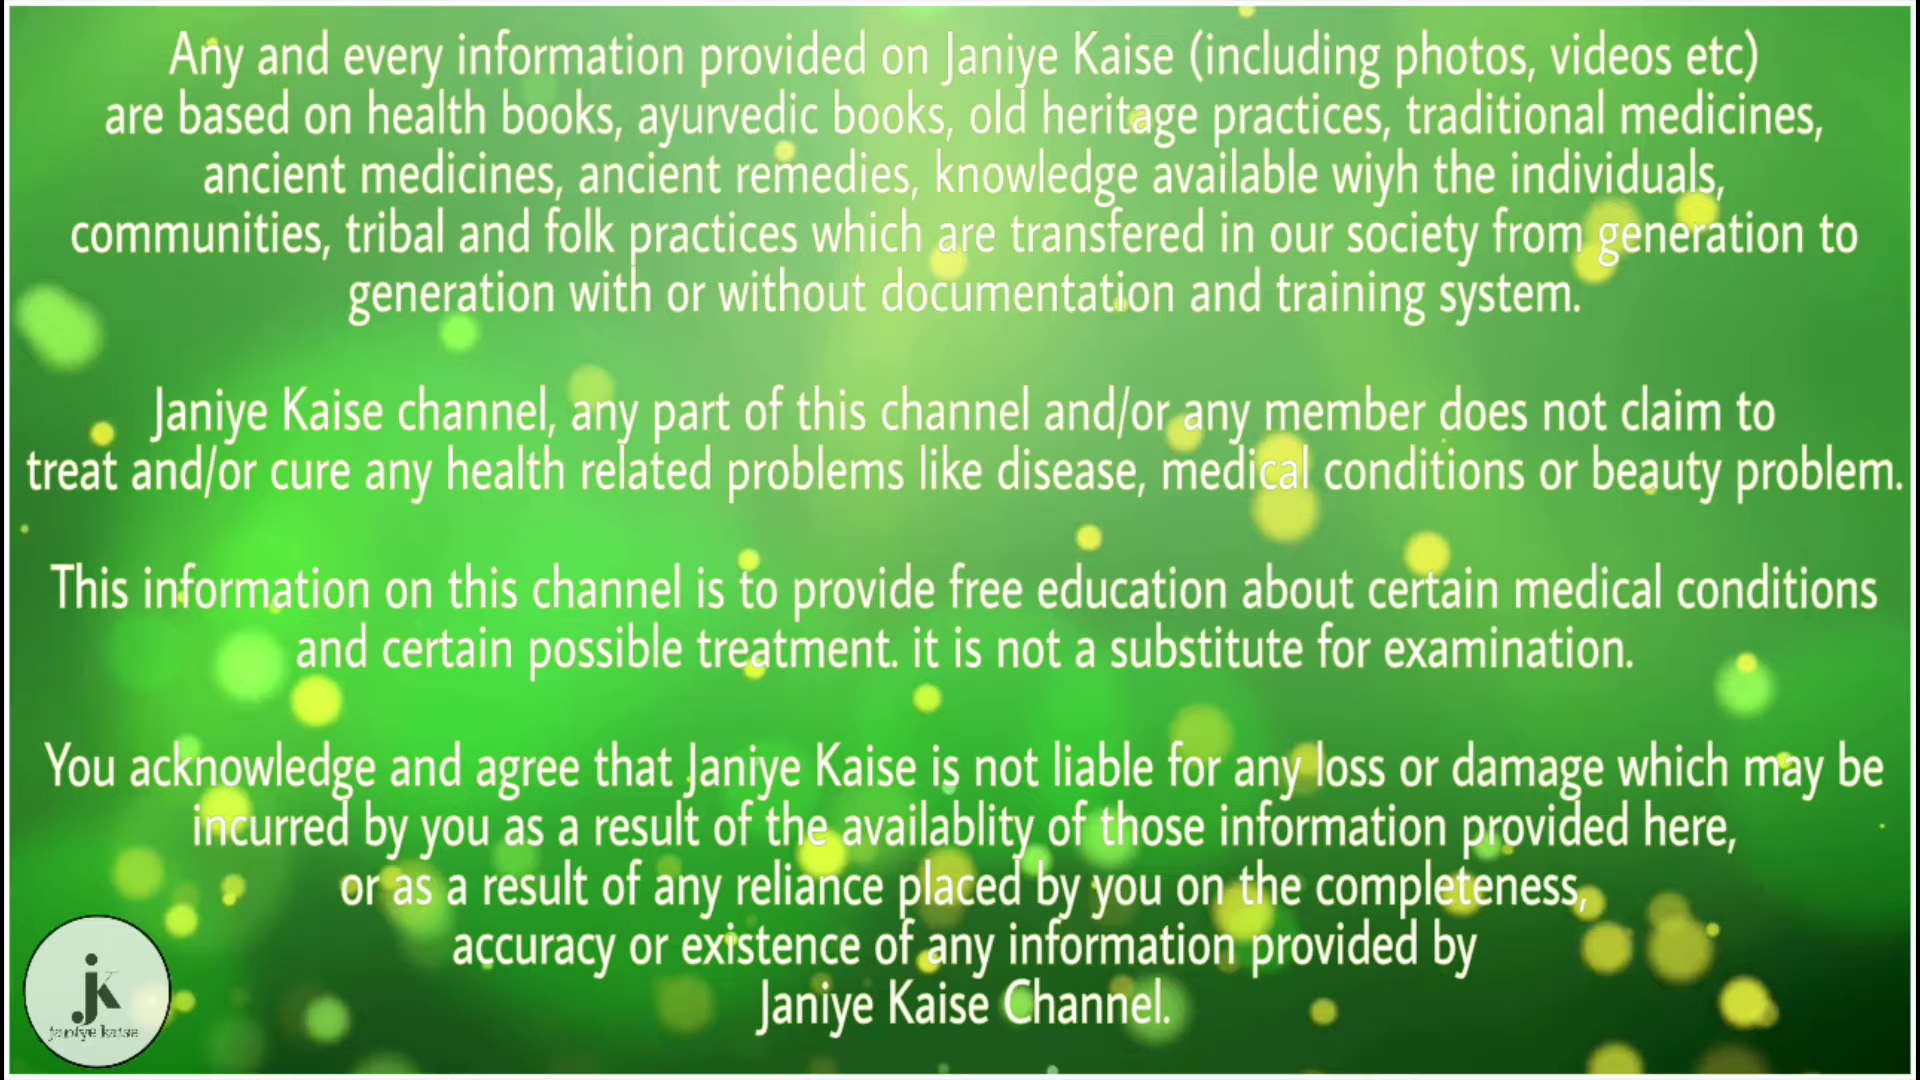 Any and every information provided on Janiye Kaise (including photos, videos etc)
are based on health books, ayurvedic books, old heritage practices, traditional medicines,
ancient medicines, ancient remedies, knowledge available wiyh the individuals,
communities, tribal and folk practices which are transfered in our society from generation to
generation with or without documentation and training system.
Janiye Kaise channel, any part of this channel and/or any member does not claim to
treat and/or cure any health related problems like disease, medical conditions or beauty problem.
This information on this channel is to provide free education about certain medical conditions
and certain possible treatment. it is not a substitute for examination.
You acknowledge and agree that Janiye Kaise is not liable for any loss or damage which may be
incurred by you as a result of the availablity of those information provided here,
or as a result of any reliance placed by you on the completeness,
accuracy or existence of any information provided by
Janiye Kaise Channel.
jk
janiye kaise